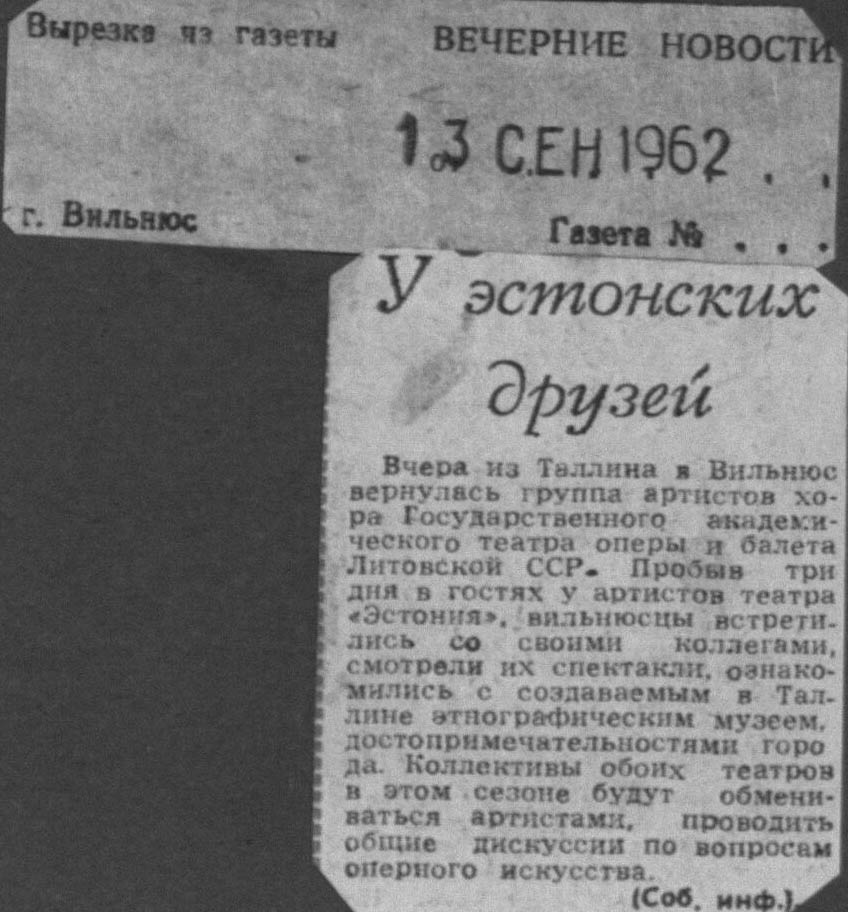 Вырезка из газеты ВЕЧЕРНИЕ НОВОСТИ
13 СЕН 1962 . .
г. Вильнюс Газета № . . .
У эстонских
друзей
Вчера из Таллина в Вильнюс
вернулась группа артистов хо-
ра Государственного академи-
ческого театра оперы и балета
Литовской ССР. Пробыв три
дня в гостях у артистов театра
«Эстония», вильнюсцы встрети-
лись со своими коллегами,
смотрели их спектакли, ознако-
мились с создаваемым в Тал-
лине этнографическим музеем,
достопримечательностями горо
да. Коллективы обоих театров
в этом сезоне будут обмени-
ваться артистами, проводить
общие дискуссии по вопросам
оперного искусства.
(Соб. инф.).